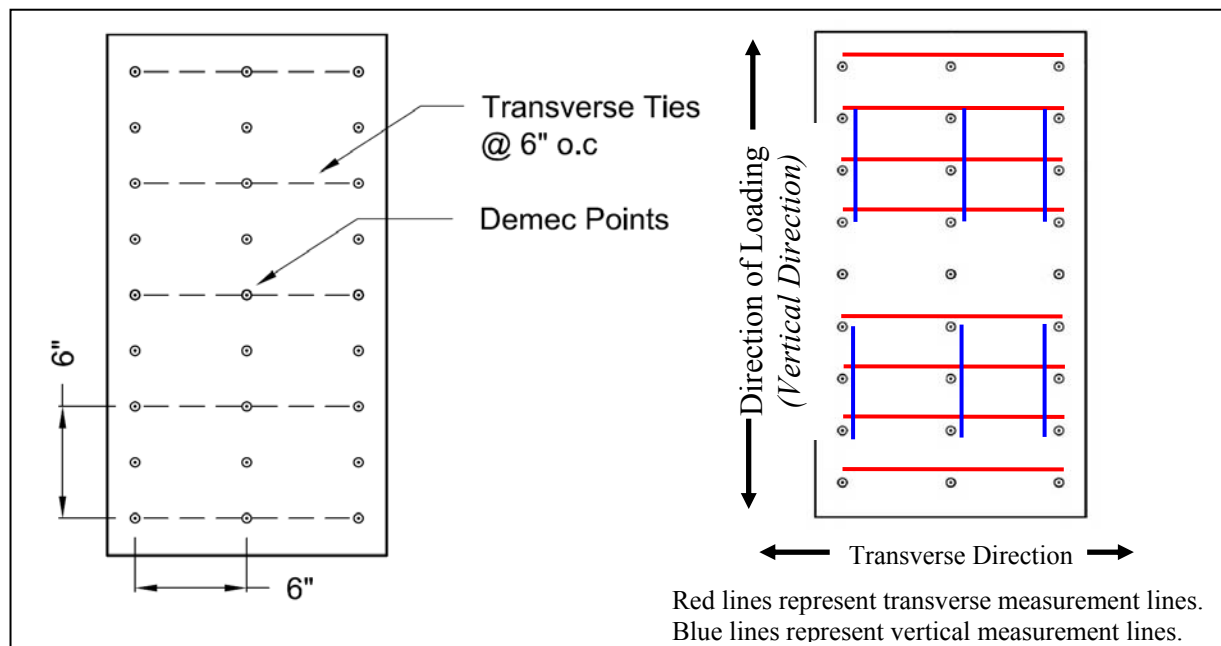 Transverse Ties
@ 6" o.c
Demec Points
6"
6"
Direction of Loading
(Vertical Direction)
Transverse Direction
Red lines represent transverse measurement lines.
Blue lines represent vertical measurement lines.